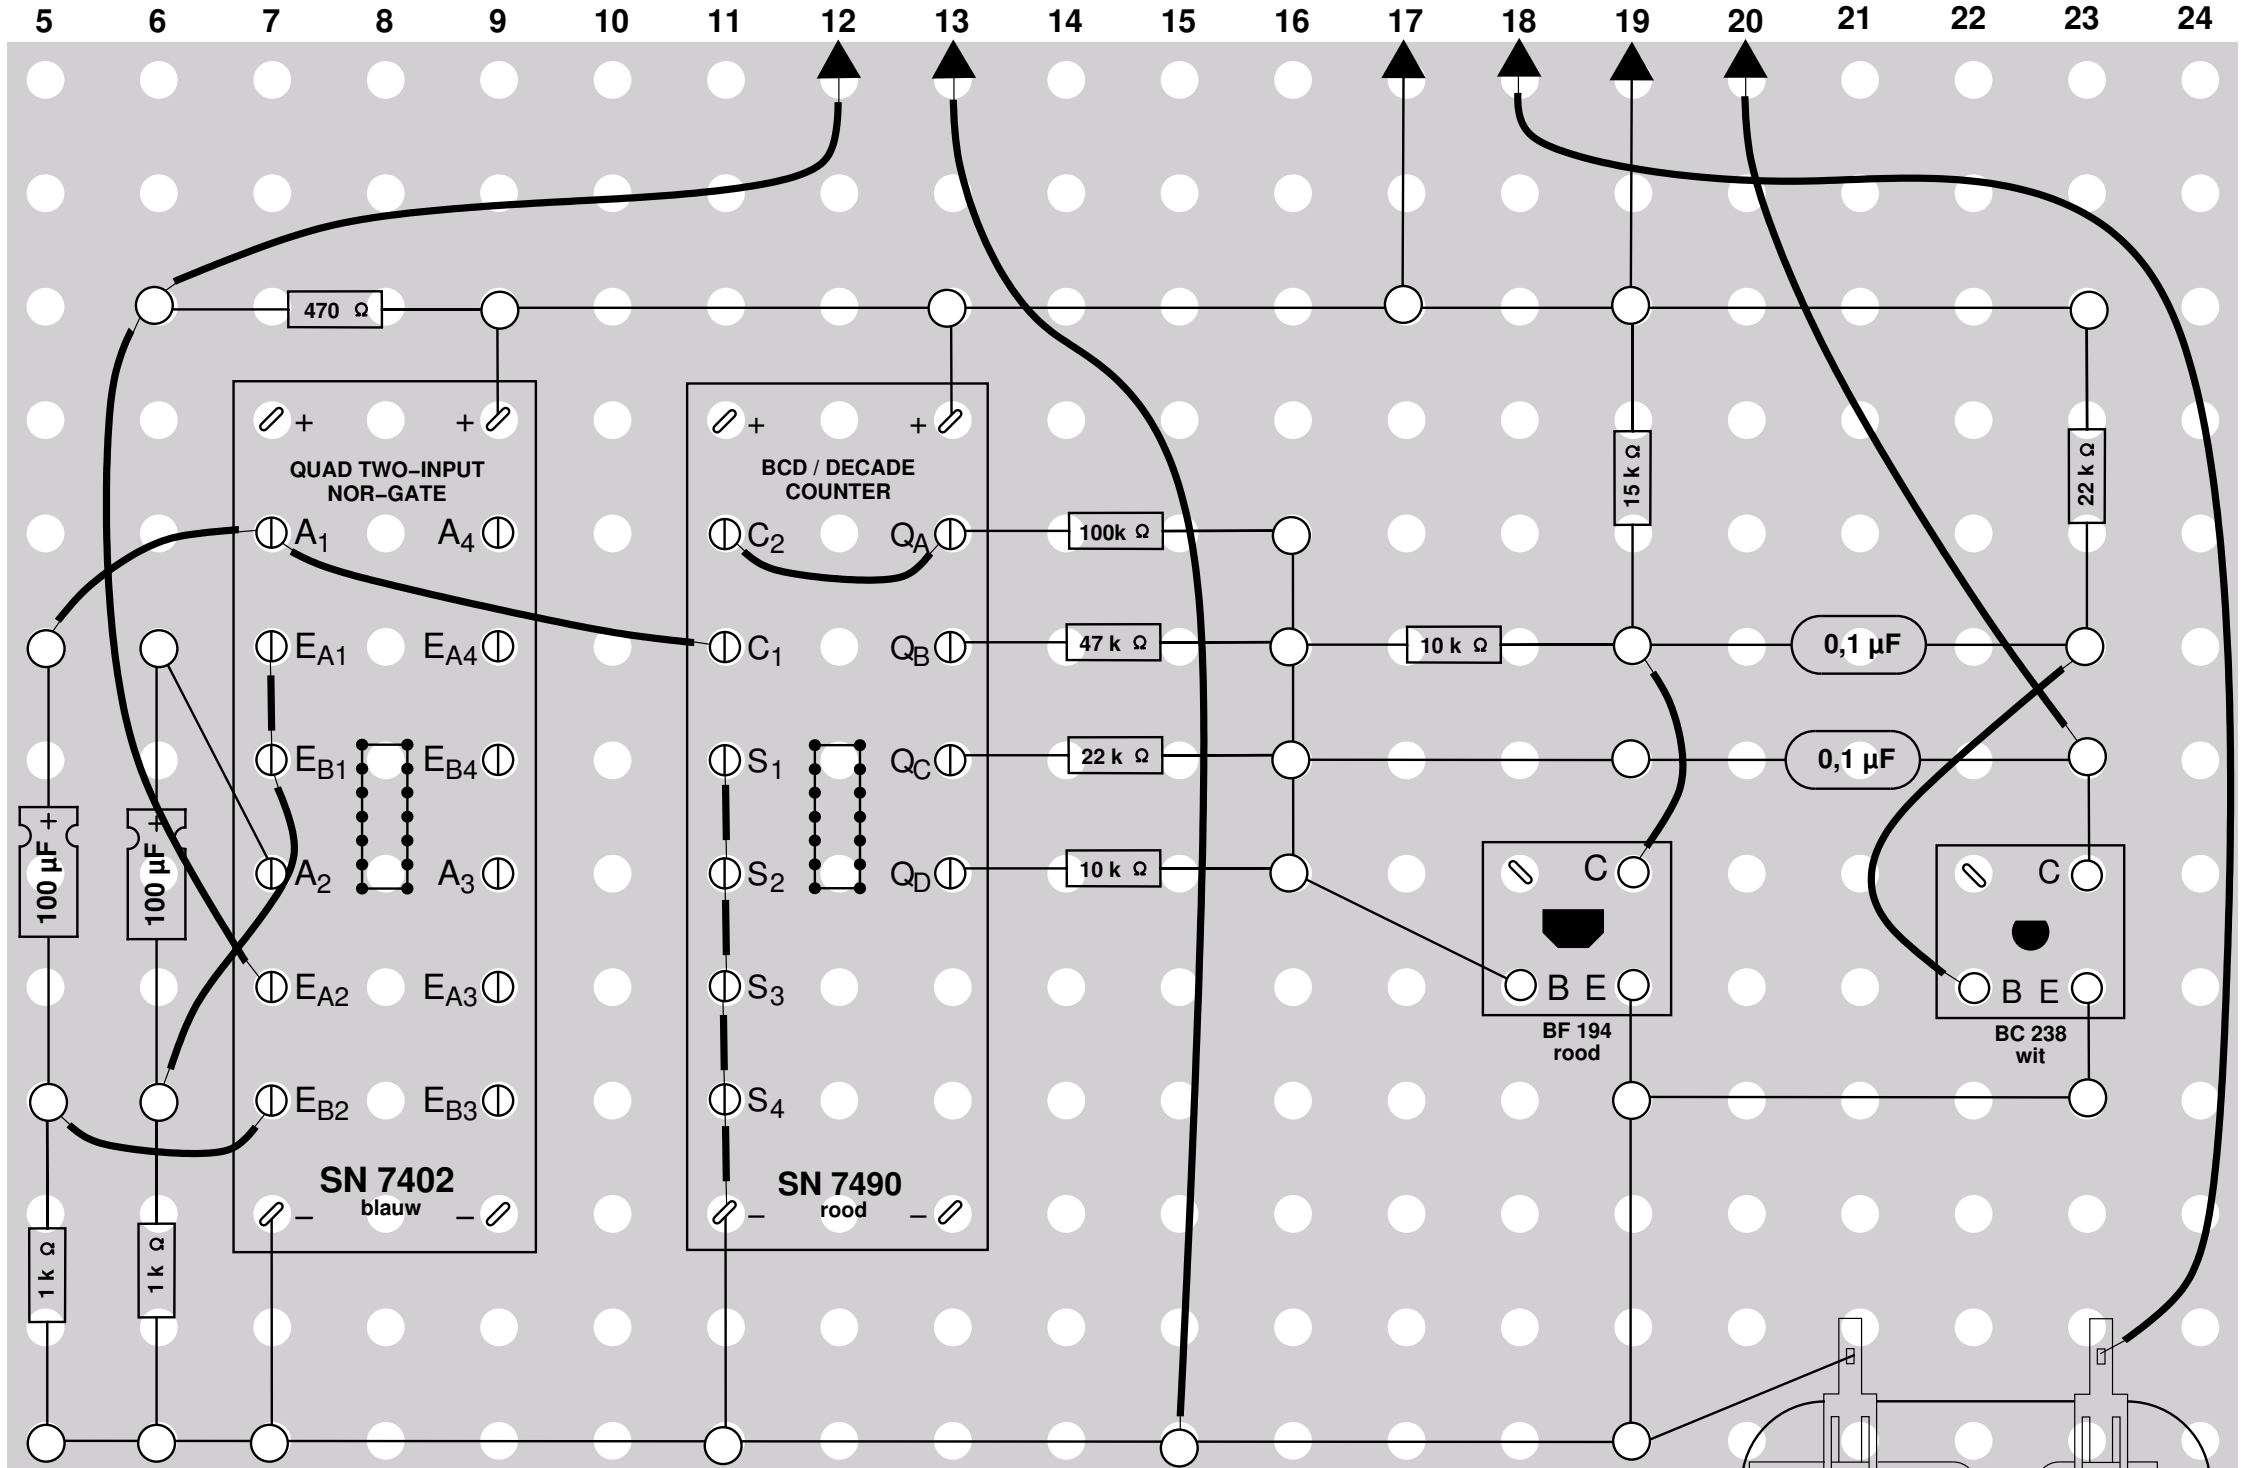 5 6 7 8 9 10 11 12 13 14 15 16 17 18 19 20 21 22 23 24
470 Ω
+ +
QUAD TWO–INPUT
NOR–GATE
A1 A4
EA1 EA4
EB1 EB4
A2 A3
EA2 EA3
EB2 EB3
SN 7402
blauw
– –
+ +
BCD / DECADE
COUNTER
C2 QA
C1 QB
S1 QC
S2 QD
S3
S4
SN 7490
rood
– –
100k Ω
47 k Ω
22 k Ω
10 k Ω
10 k Ω
15 k Ω
22 k Ω
0,1 µF
0,1 µF
C
B E
BF 194
rood
C
B E
BC 238
wit
100 µF +
100 µF +
1 k Ω
1 k Ω